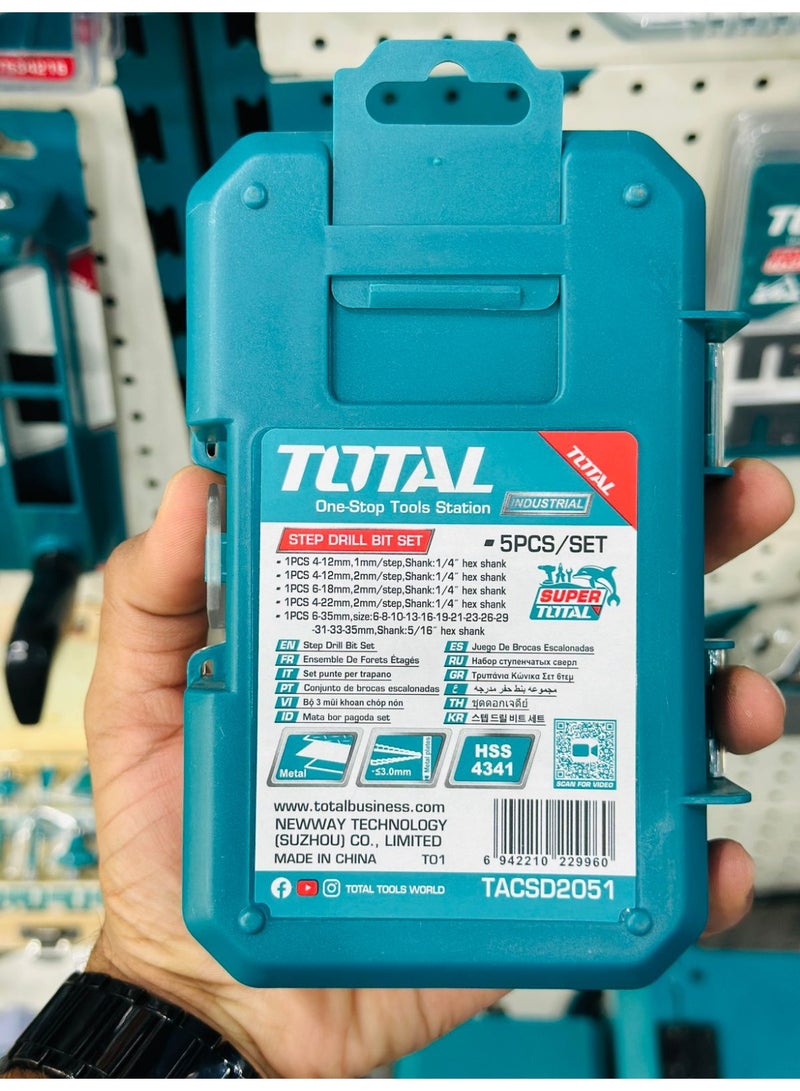 TOTAL
TOTAL
One-Stop Tools Station
INDUSTRIAL
STEP DRILL BIT SET
5PCS/SET
1PCS 4-12mm,1mm/step,Shank:1/4″ hex shank
1PCS 4-12mm,2mm/step,Shank:1/4″ hex shank
1PCS 6-18mm,2mm/step,Shank:1/4″ hex shank
1PCS 4-22mm,2mm/step,Shank:1/4″ hex shank
1PCS 6-35mm,size:6-8-10-13-16-19-21-23-26-29
-31-33-35mm,Shank:5/16″ hex shank
SUPER
TOTAL
EN Step Drill Bit Set
FR Ensemble De Forets Étagés
IT Set punte per trapano
PT Conjunto de brocas escalonadas
VI Bộ 3 mũi khoan chóp nón
ID Mata bor pagoda set
ES Juego De Brocas Escalonadas
RU Набор ступенчатых сверл
GR Τρυπάνια Κώνικα Σετ 6τεμ
ع مجموعه بنط حفر مدرجه
TH ชุดดอกเจดีย์
KR 스텝 드릴 비트 세트
Metal
≤3.0mm
Metal plates
HSS
4341
SCAN FOR VIDEO
www.totalbusiness.com
NEWWAY TECHNOLOGY
(SUZHOU) CO., LIMITED
MADE IN CHINA T01
6 942210 229960
TOTAL TOOLS WORLD
TACSD2051